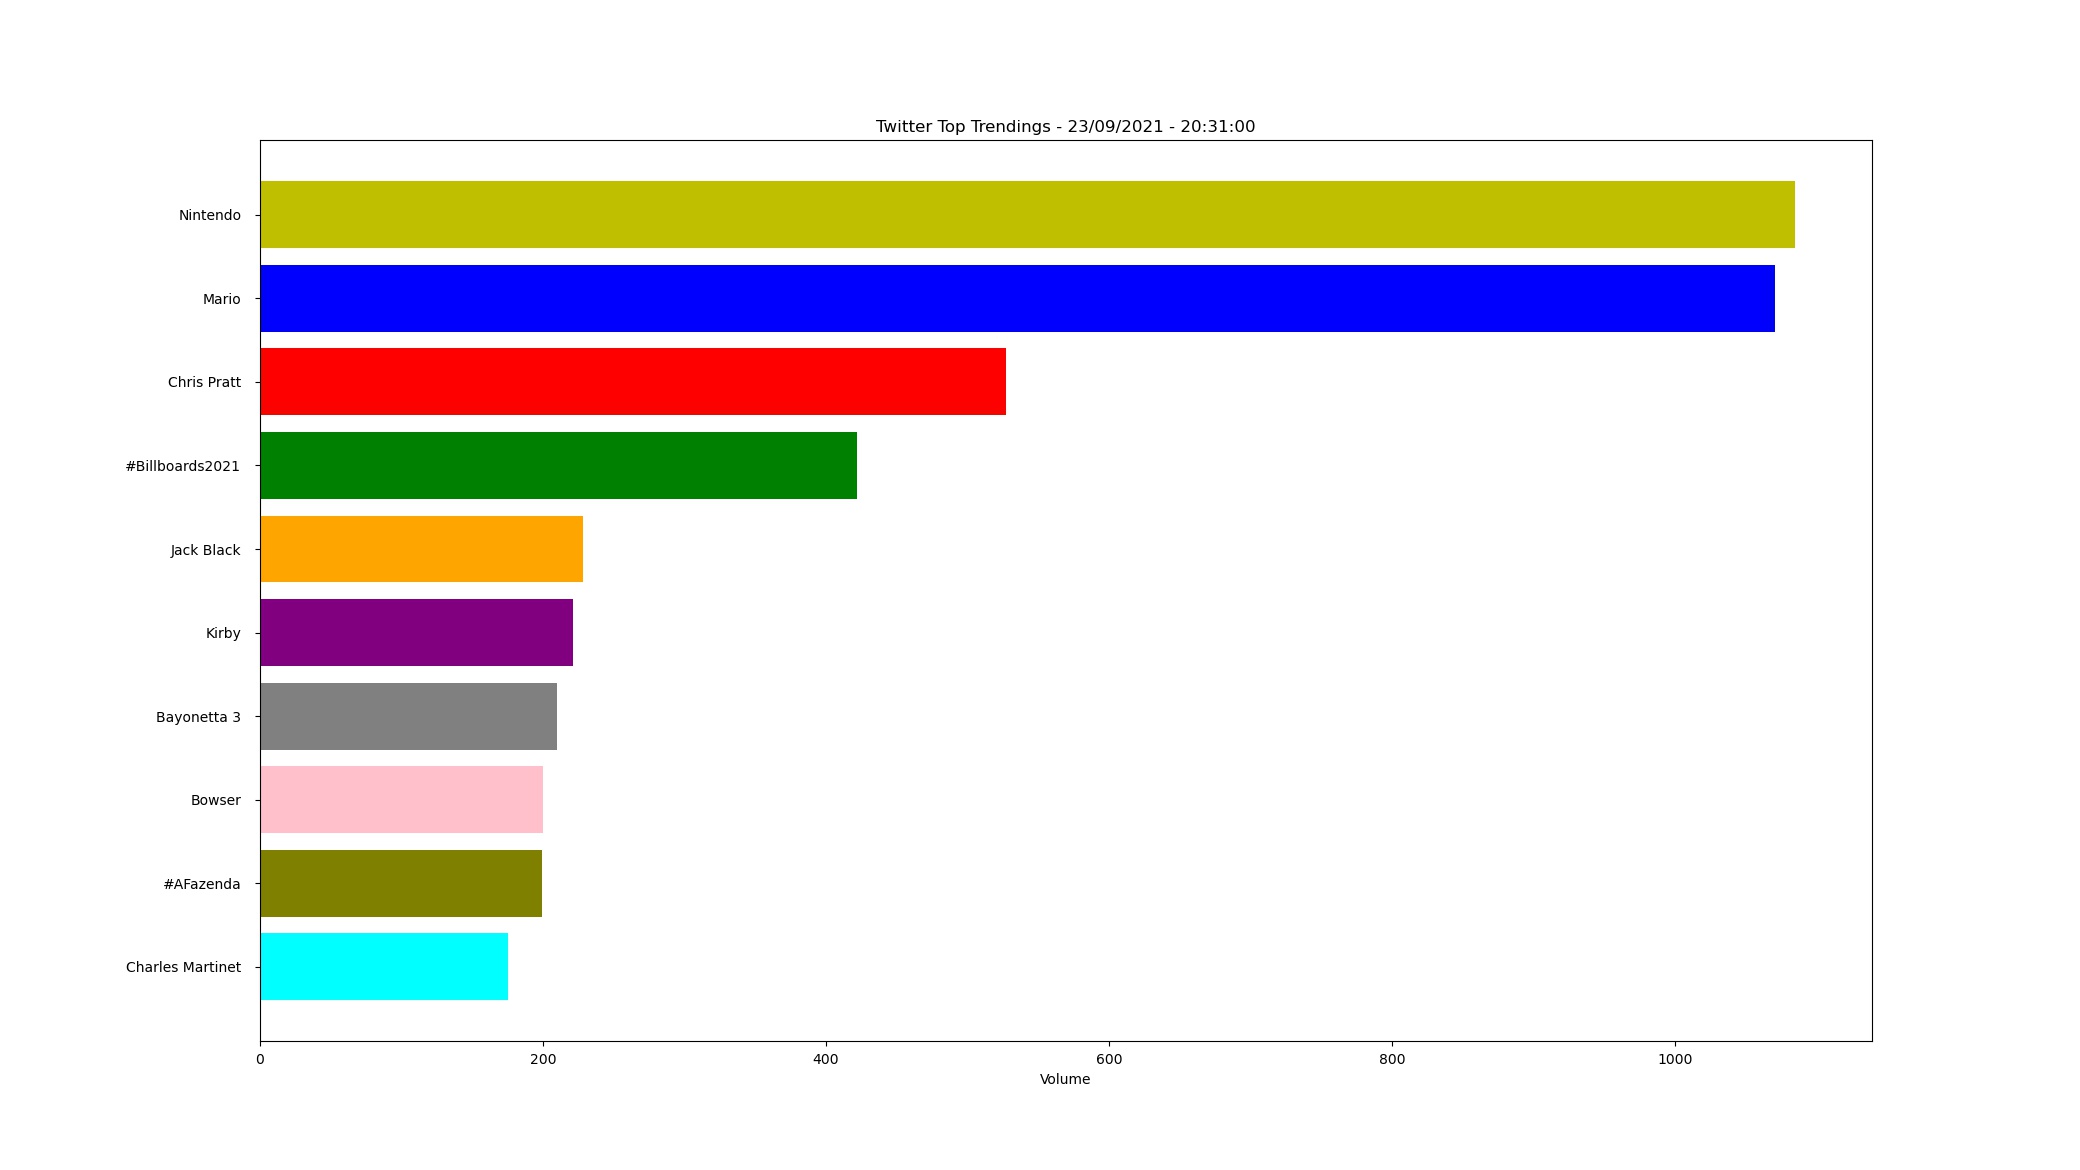 Twitter Top Trendings - 23/09/2021 - 20:31:00
Nintendo
Mario
Chris Pratt
#Billboards2021
Jack Black
Kirby
Bayonetta 3
Bowser
#AFazenda
Charles Martinet
0 200 400 600 800 1000
Volume